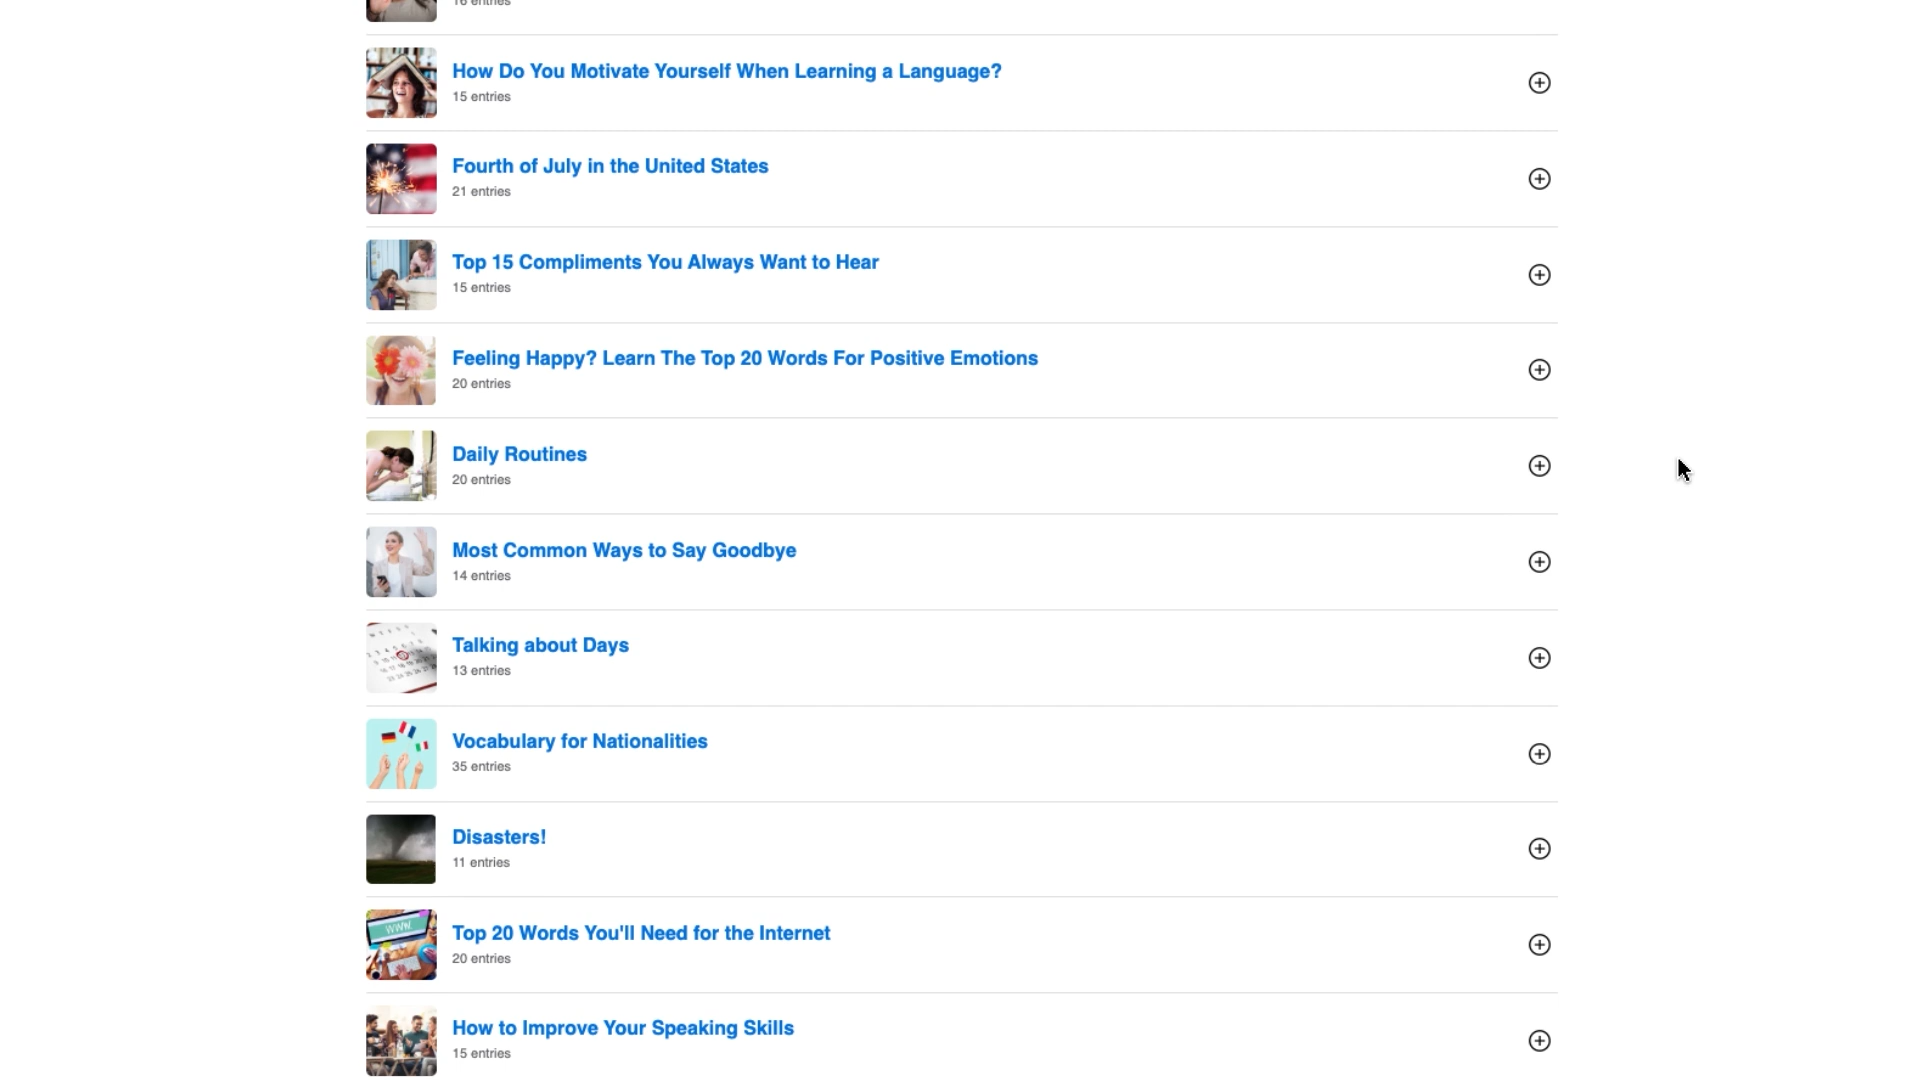 16 entries
How Do You Motivate Yourself When Learning a Language?
15 entries
Fourth of July in the United States
21 entries
Top 15 Compliments You Always Want to Hear
15 entries
Feeling Happy? Learn The Top 20 Words For Positive Emotions
20 entries
Daily Routines
20 entries
Most Common Ways to Say Goodbye
14 entries
Talking about Days
13 entries
Vocabulary for Nationalities
35 entries
Disasters!
11 entries
WWW.
Top 20 Words You'll Need for the Internet
20 entries
How to Improve Your Speaking Skills
15 entries